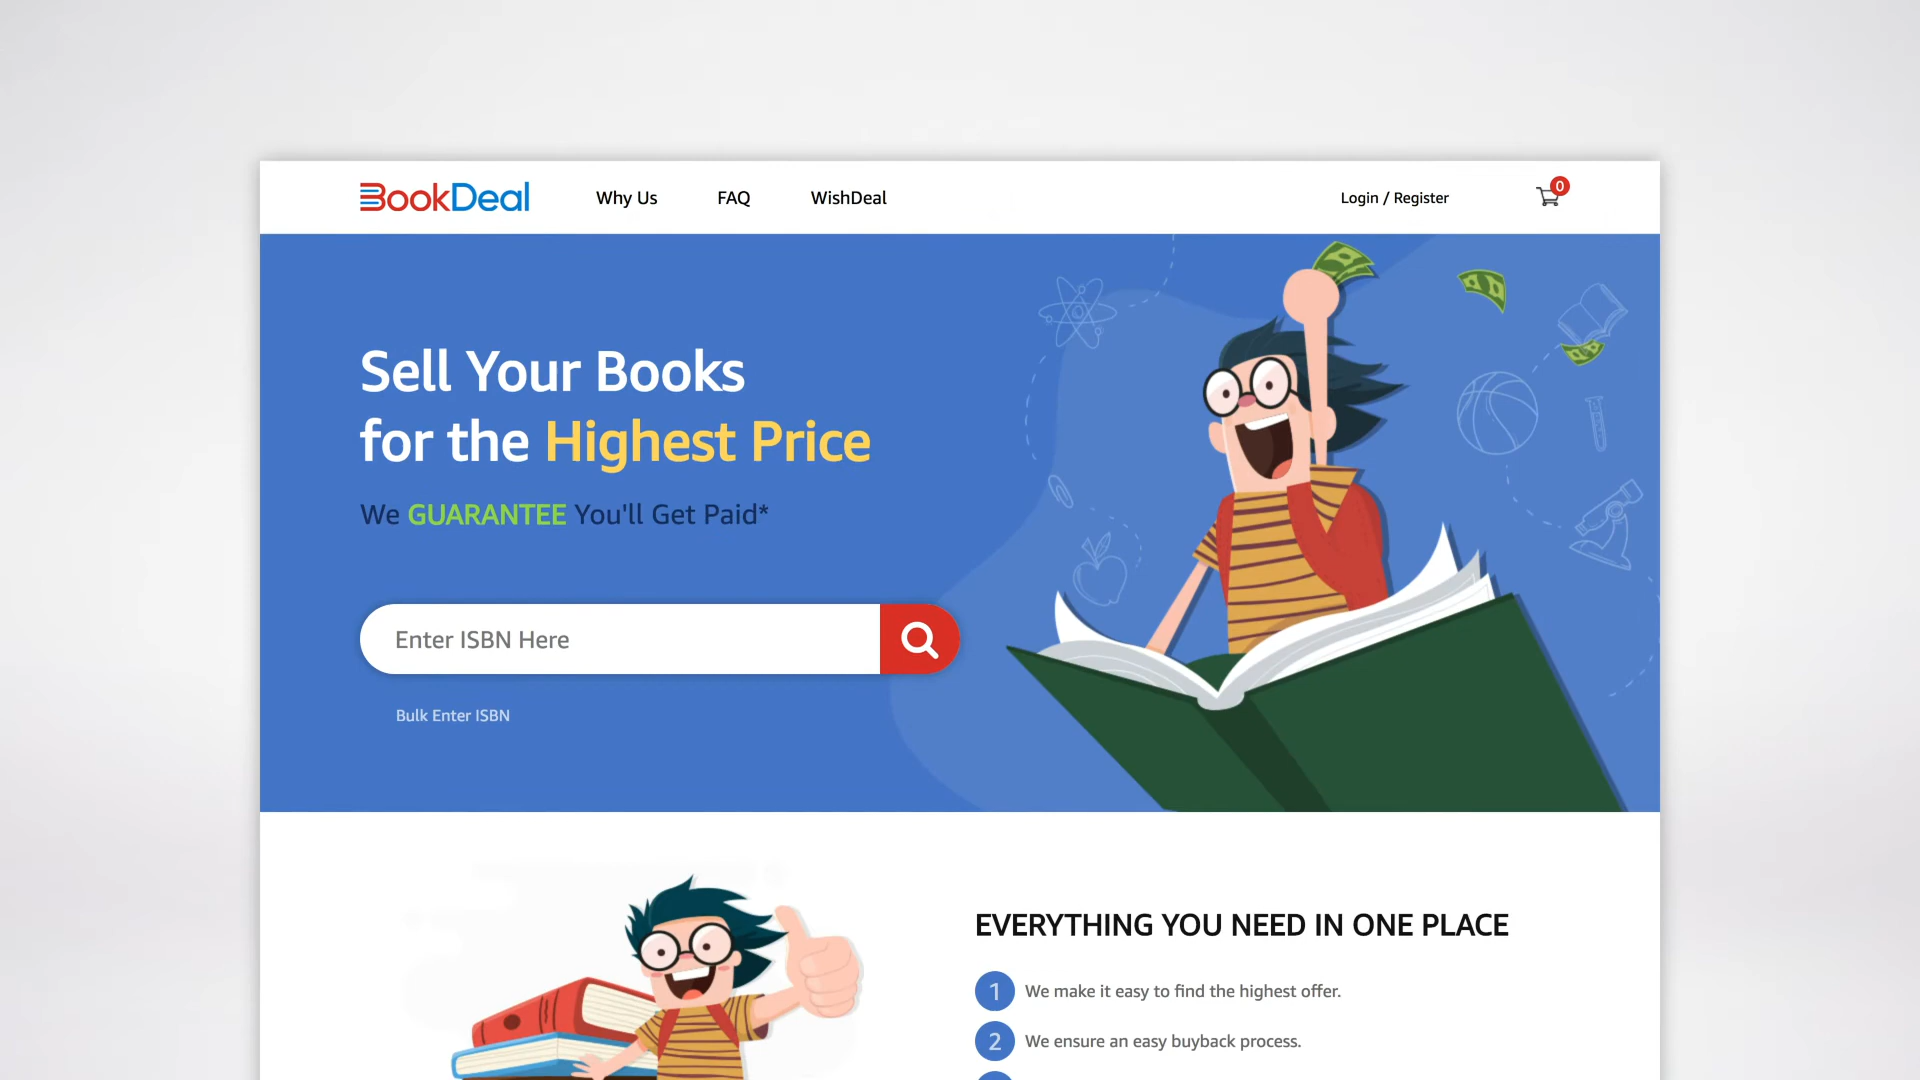 BookDeal
Why Us
FAQ
WishDeal
Login / Register
0
Sell Your Books
for the Highest Price
We GUARANTEE You'll Get Paid*
Enter ISBN Here
Bulk Enter ISBN
EVERYTHING YOU NEED IN ONE PLACE
1 We make it easy to find the highest offer.
2 We ensure an easy buyback process.